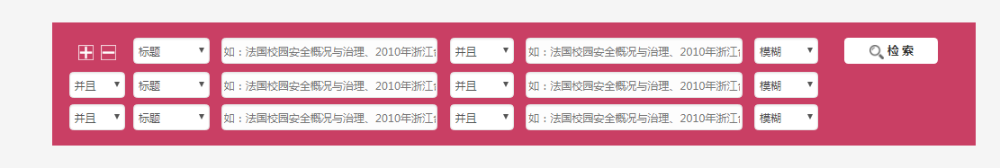 标题 如：法国校园安全概况与治理、2010年浙江 并且 如：法国校园安全概况与治理、2010年浙江 模糊 检 索
并且 标题 如：法国校园安全概况与治理、2010年浙江 并且 如：法国校园安全概况与治理、2010年浙江 模糊
并且 标题 如：法国校园安全概况与治理、2010年浙江 并且 如：法国校园安全概况与治理、2010年浙江 模糊